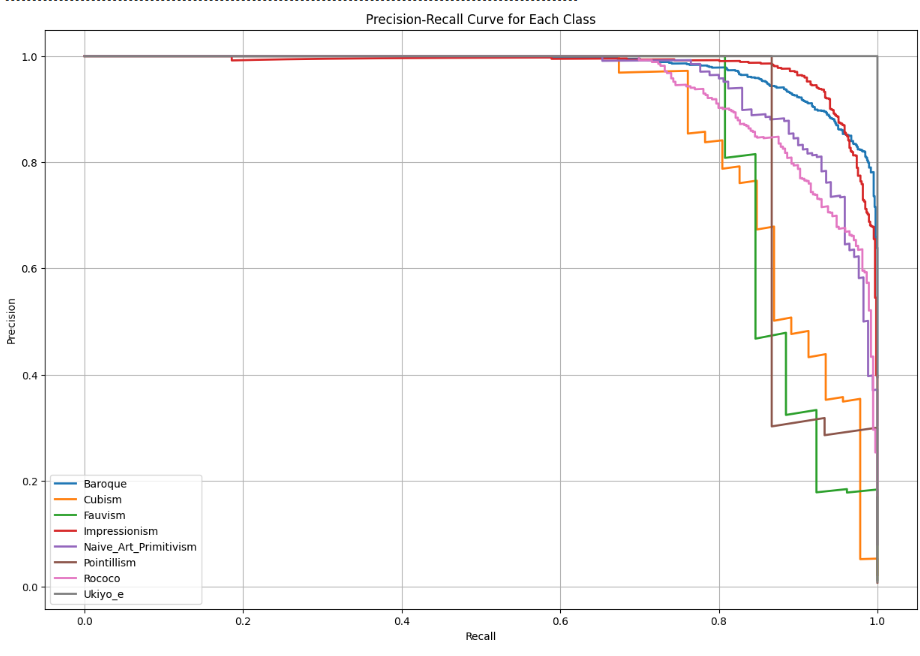 Precision-Recall Curve for Each Class
1.0
0.8
0.6
0.4
0.2
0.0
Precision
Baroque
Cubism
Fauvism
Impressionism
Naive_Art_Primitivism
Pointillism
Rococo
Ukiyo_e
0.0 0.2 0.4 0.6 0.8 1.0
Recall